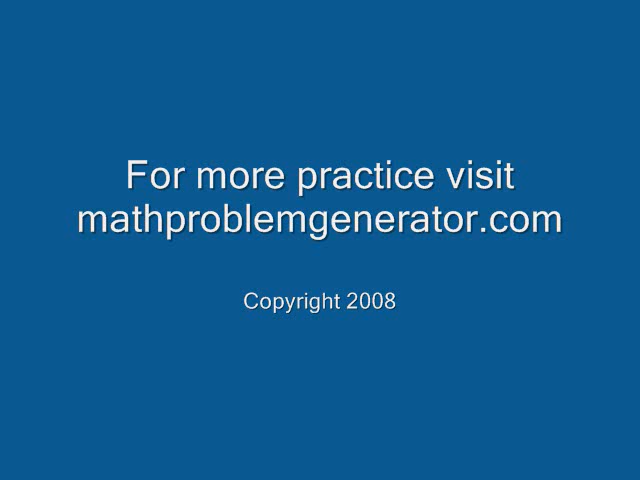 For more practice visit
mathproblemgenerator.com
Copyright 2008